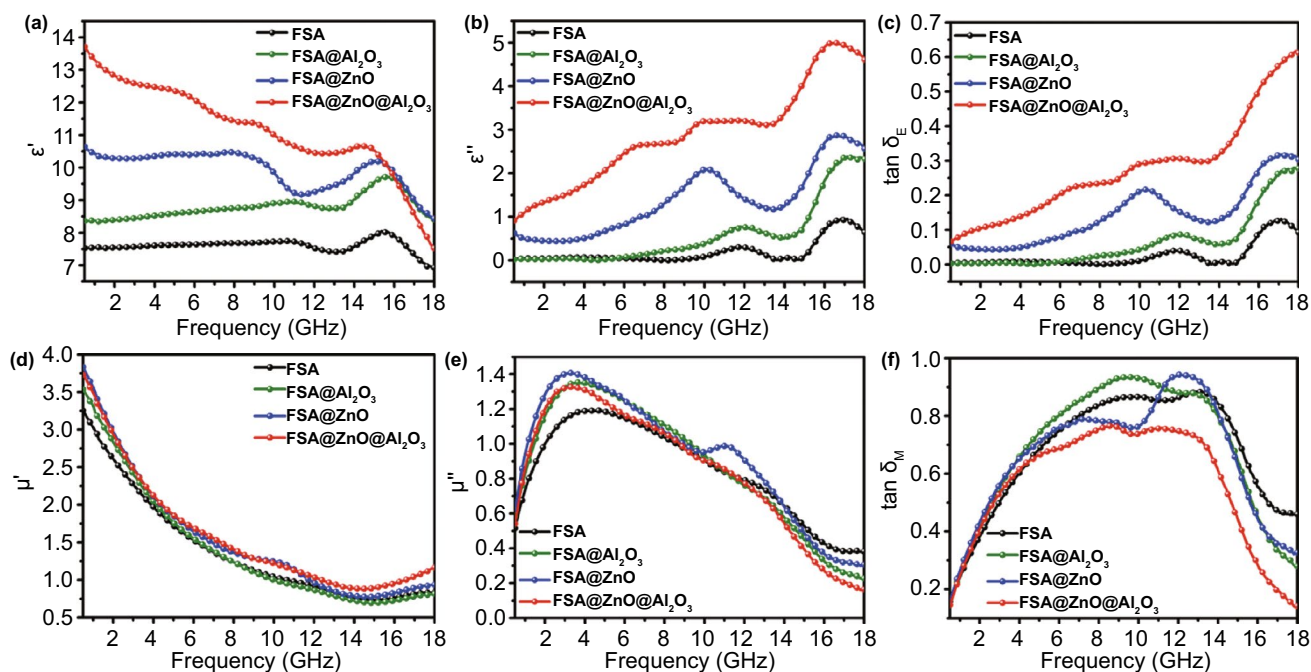 (a)
FSA
FSA@Al₂O₃
FSA@ZnO
FSA@ZnO@Al₂O₃
14
13
12
11
10
9
8
7
ε'
2 4 6 8 10 12 14 16 18
Frequency (GHz)
(b)
FSA
FSA@Al₂O₃
FSA@ZnO
FSA@ZnO@Al₂O₃
5
4
3
2
1
0
ε''
2 4 6 8 10 12 14 16 18
Frequency (GHz)
(c)
FSA
FSA@Al₂O₃
FSA@ZnO
FSA@ZnO@Al₂O₃
0.7
0.6
0.5
0.4
0.3
0.2
0.1
0.0
tan δE
2 4 6 8 10 12 14 16 18
Frequency (GHz)
(d)
FSA
FSA@Al₂O₃
FSA@ZnO
FSA@ZnO@Al₂O₃
4.0
3.5
3.0
2.5
2.0
1.5
1.0
0.5
μ'
2 4 6 8 10 12 14 16 18
Frequency (GHz)
(e)
1.4
1.2
1.0
0.8
0.6
0.4
0.2
0.0
μ''
FSA
FSA@Al₂O₃
FSA@ZnO
FSA@ZnO@Al₂O₃
2 4 6 8 10 12 14 16 18
Frequency (GHz)
(f)
1.0
0.8
0.6
0.4
0.2
tan δM
FSA
FSA@Al₂O₃
FSA@ZnO
FSA@ZnO@Al₂O₃
2 4 6 8 10 12 14 16 18
Frequency (GHz)